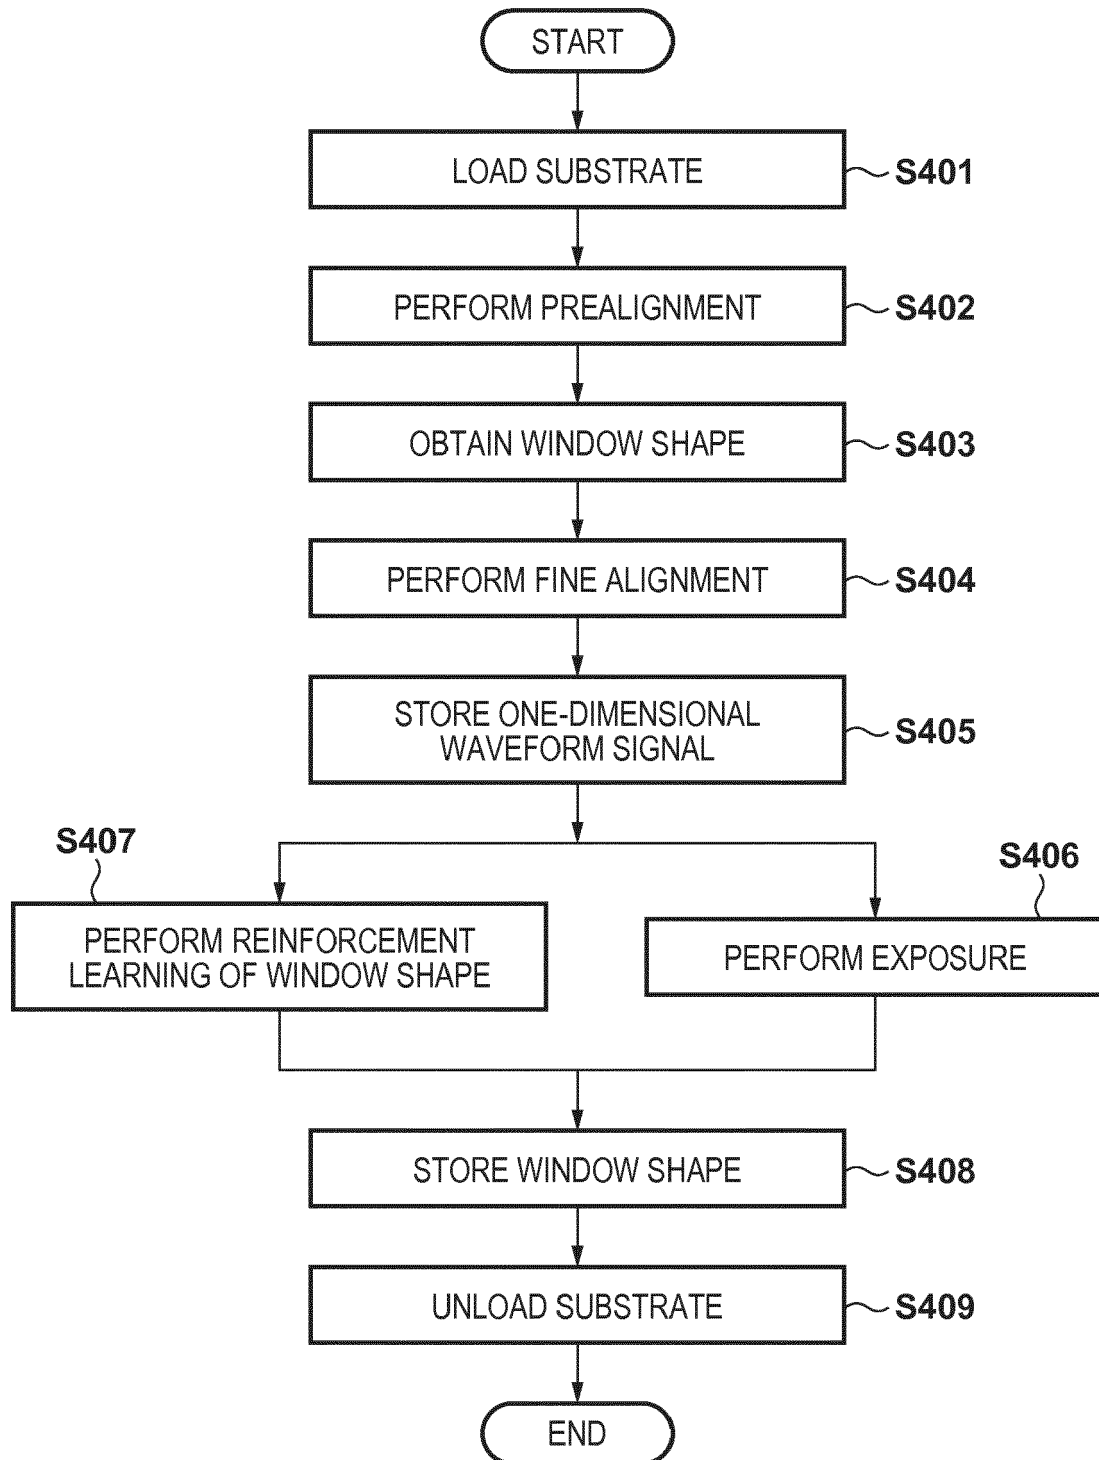 START
LOAD SUBSTRATE
S401
PERFORM PREALIGNMENT
S402
OBTAIN WINDOW SHAPE
S403
PERFORM FINE ALIGNMENT
S404
STORE ONE-DIMENSIONAL
WAVEFORM SIGNAL
S405
S407
PERFORM REINFORCEMENT
LEARNING OF WINDOW SHAPE
S406
PERFORM EXPOSURE
STORE WINDOW SHAPE
S408
UNLOAD SUBSTRATE
S409
END